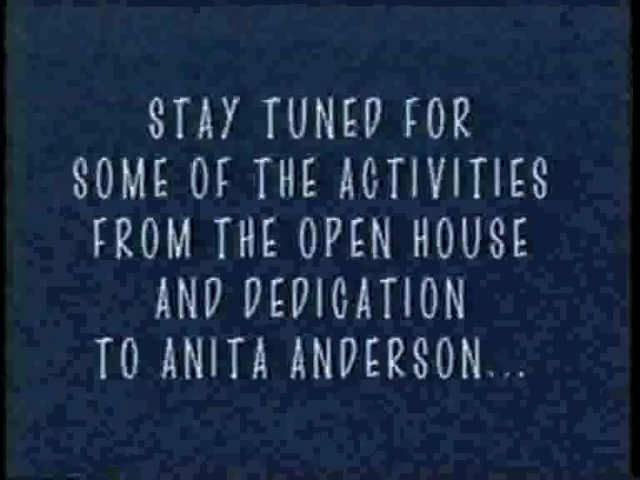 STAY TUNED FOR
SOME OF THE ACTIVITIES
FROM THE OPEN HOUSE
AND DEDICATION
TO ANITA ANDERSON...